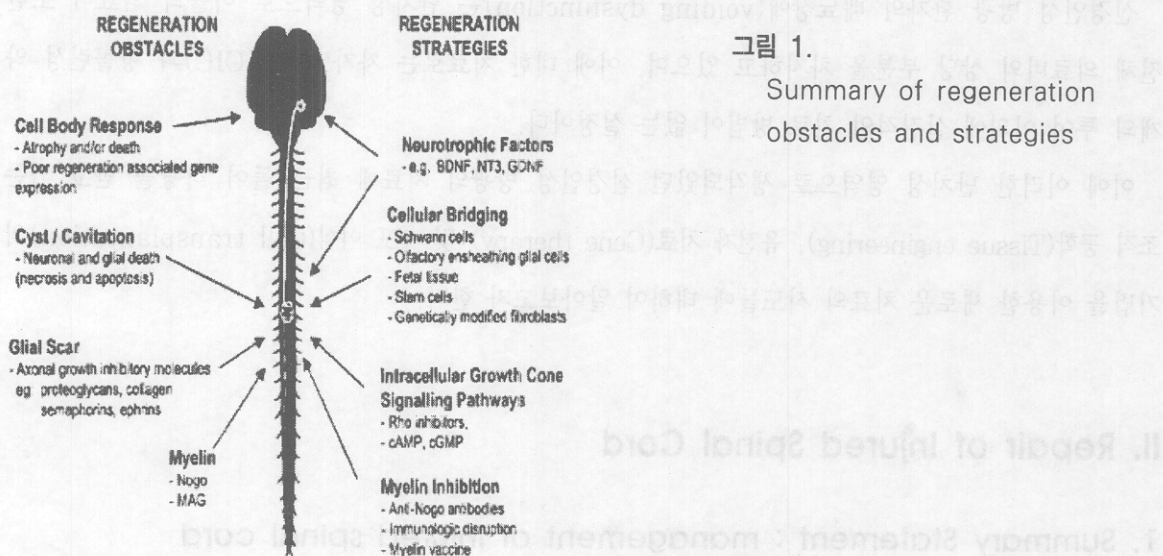 REGENERATION
OBSTACLES
Cell Body Response
- Atrophy and/or death
- Poor regeneration associated gene
expression
Cyst / Cavitation
- Neuronal and glial death
(necrosis and apoptosis)
Glial Scar
- Axonal growth inhibitory molecules
eg: proteoglycans, collagen
semaphorins, ephrins
Myelin
- Nogo
- MAG
REGENERATION
STRATEGIES
Neurotrophic Factors
- e.g. BDNF, NT3, GDNF
Cellular Bridging
- Schwann cells
- Olfactory ensheathing glial cells
- Fetal tissue
- Stem cells
- Genetically modified fibroblasts
Intracellular Growth Cone
Signalling Pathways
- Rho inhibitors,
- cAMP, cGMP
Myelin Inhibition
- Anti-Nogo antibodies
- Immunologic disruption
- Myelin vaccine
그림 1.
Summary of regeneration
obstacles and strategies
II. Repair of Injured Spinal Cord
1. Summary Statement : management of injured spinal cord